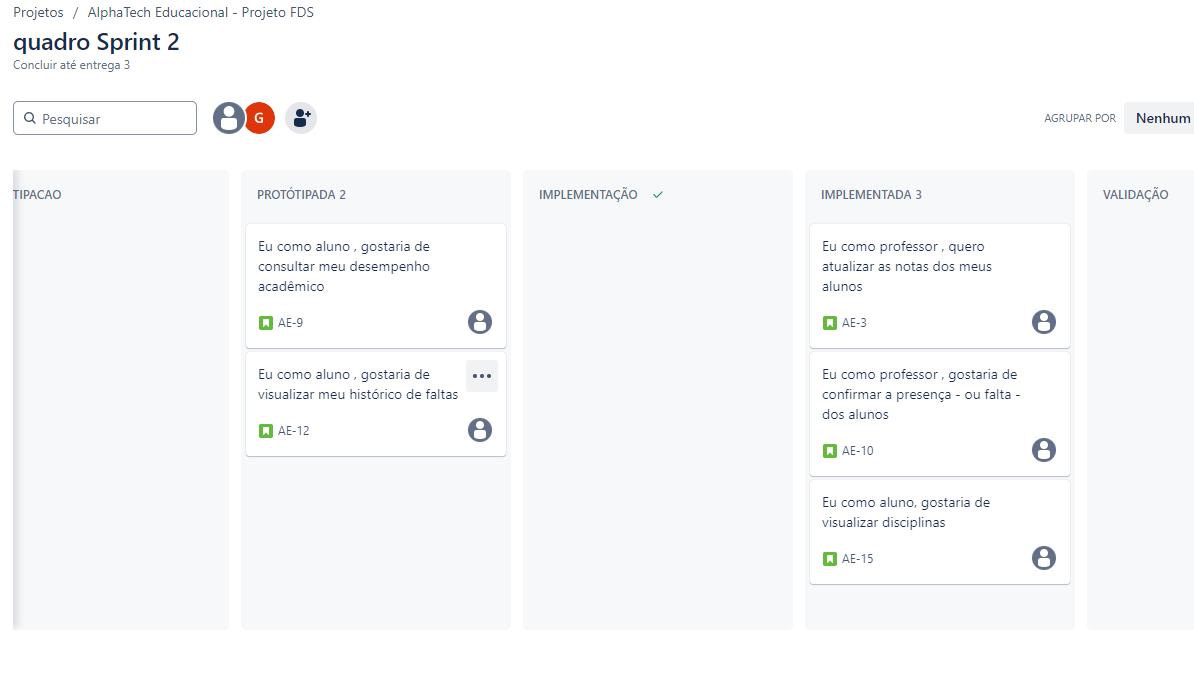 Projetos / AlphaTech Educacional - Projeto FDS
quadro Sprint 2
Concluir até entrega 3
Pesquisar
G
AGRUPAR POR
Nenhum
TIPACAO
PROTÓTIPADA 2
Eu como aluno , gostaria de
consultar meu desempenho
acadêmico
AE-9
Eu como aluno , gostaria de
visualizar meu histórico de faltas
AE-12
IMPLEMENTAÇÃO
IMPLEMENTADA 3
Eu como professor , quero
atualizar as notas dos meus
alunos
AE-3
Eu como professor , gostaria de
confirmar a presença - ou falta -
dos alunos
AE-10
Eu como aluno, gostaria de
visualizar disciplinas
AE-15
VALIDAÇÃO